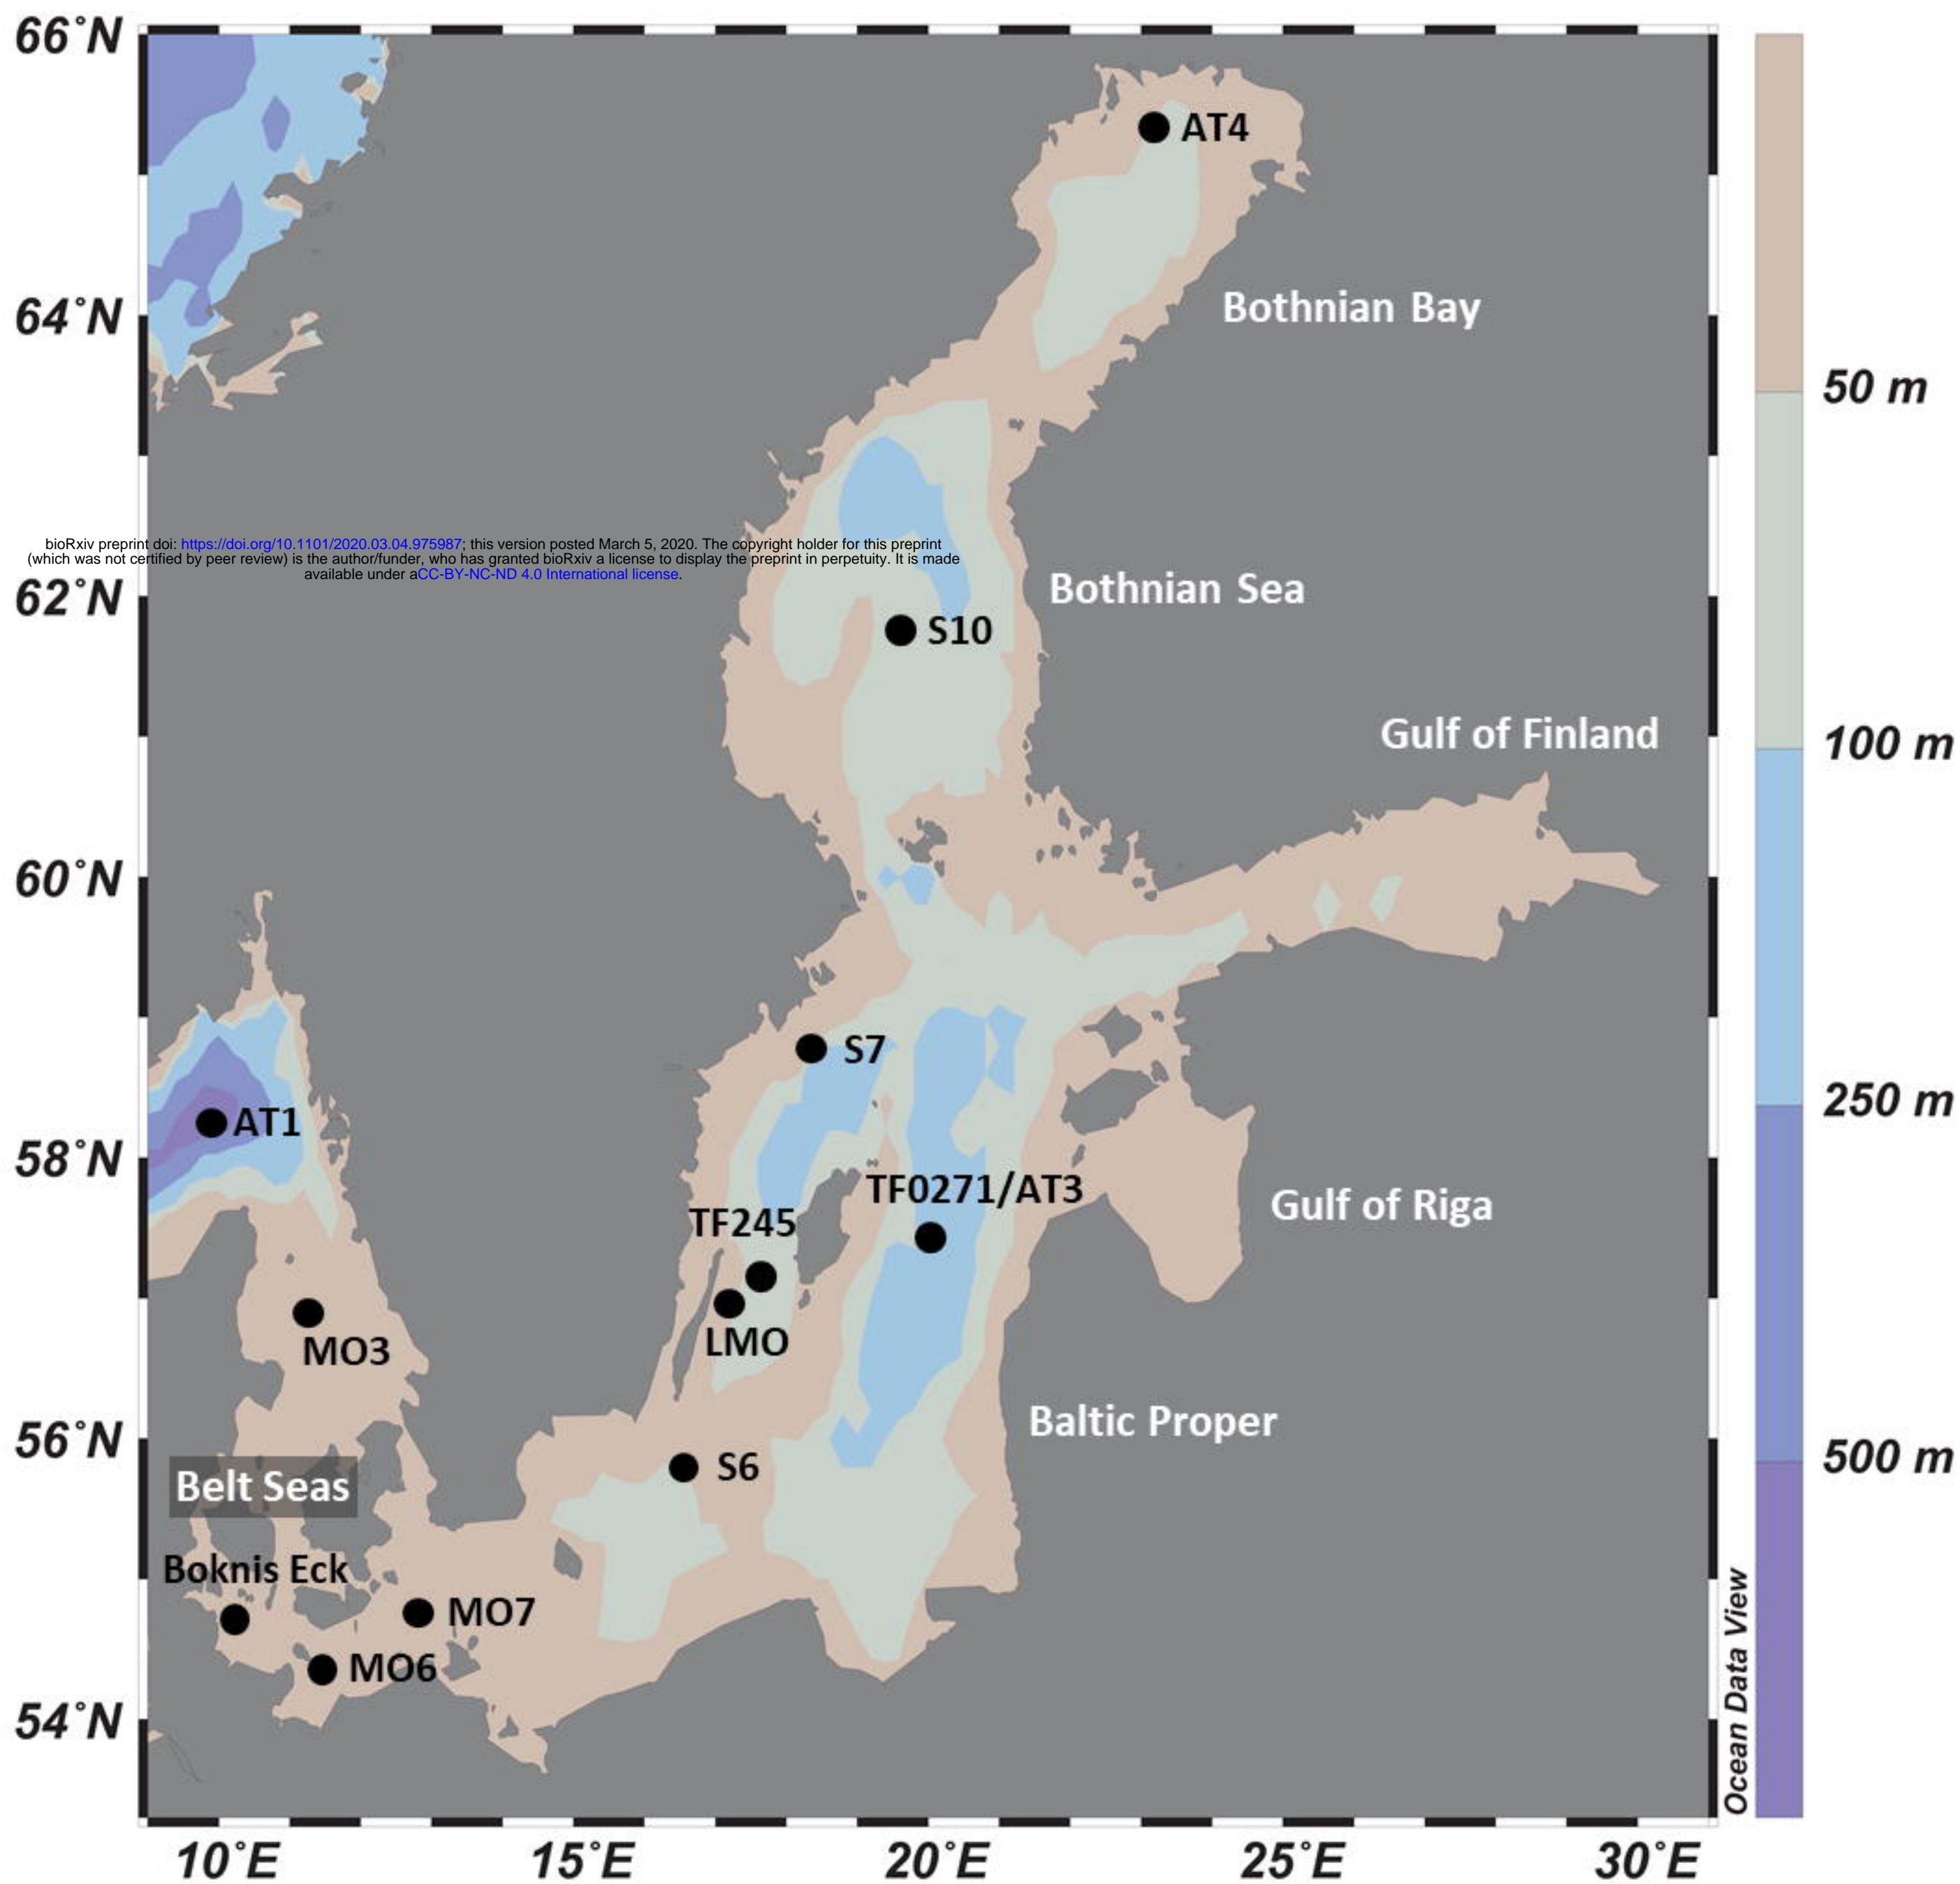 66°N
AT4
64°N
Bothnian Bay
50 m
bioRxiv preprint doi: https://doi.org/10.1101/2020.03.04.975987; this version posted March 5, 2020. The copyright holder for this preprint
(which was not certified by peer review) is the author/funder, who has granted bioRxiv a license to display the preprint in perpetuity. It is made
available under aCC-BY-NC-ND 4.0 International license.
62°N
Bothnian Sea
S10
Gulf of Finland
100 m
60°N
S7
AT1
250 m
58°N
TF0271/AT3
Gulf of Riga
TF245
LMO
MO3
56°N
Baltic Proper
S6
500 m
Belt Seas
Boknis Eck
MO7
MO6
54°N
Ocean Data View
10°E
15°E
20°E
25°E
30°E